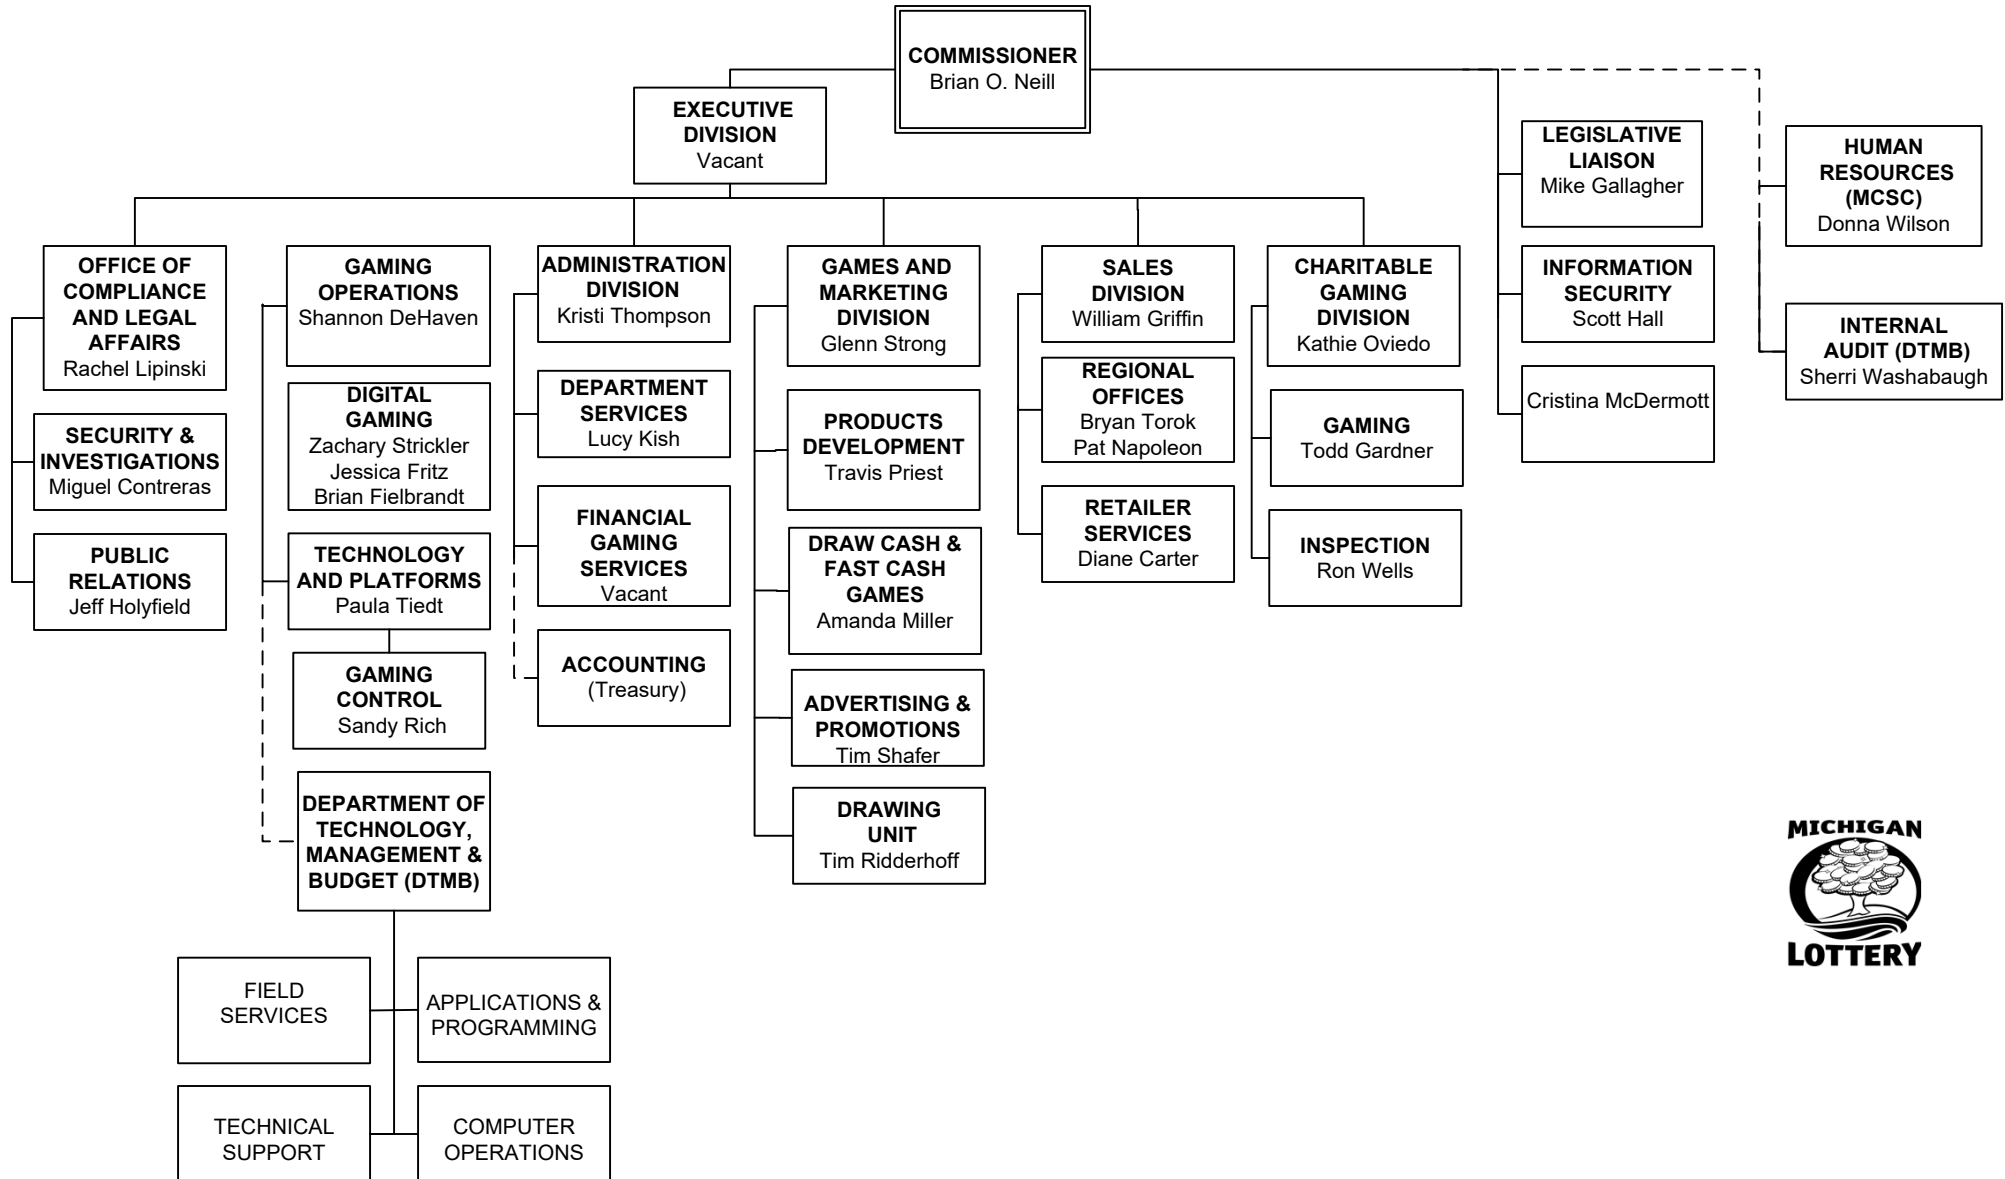 COMMISSIONER
Brian O. Neill
EXECUTIVE
DIVISION
Vacant
LEGISLATIVE
LIAISON
Mike Gallagher
HUMAN
RESOURCES
(MCSC)
Donna Wilson
INFORMATION
SECURITY
Scott Hall
INTERNAL
AUDIT (DTMB)
Sherri Washabaugh
Cristina McDermott
OFFICE OF
COMPLIANCE
AND LEGAL
AFFAIRS
Rachel Lipinski
SECURITY &
INVESTIGATIONS
Miguel Contreras
PUBLIC
RELATIONS
Jeff Holyfield
GAMING
OPERATIONS
Shannon DeHaven
DIGITAL
GAMING
Zachary Strickler
Jessica Fritz
Brian Fielbrandt
TECHNOLOGY
AND PLATFORMS
Paula Tiedt
GAMING
CONTROL
Sandy Rich
DEPARTMENT OF
TECHNOLOGY,
MANAGEMENT &
BUDGET (DTMB)
FIELD
SERVICES
APPLICATIONS &
PROGRAMMING
TECHNICAL
SUPPORT
COMPUTER
OPERATIONS
ADMINISTRATION
DIVISION
Kristi Thompson
DEPARTMENT
SERVICES
Lucy Kish
FINANCIAL
GAMING
SERVICES
Vacant
ACCOUNTING
(Treasury)
GAMES AND
MARKETING
DIVISION
Glenn Strong
PRODUCTS
DEVELOPMENT
Travis Priest
DRAW CASH &
FAST CASH
GAMES
Amanda Miller
ADVERTISING &
PROMOTIONS
Tim Shafer
DRAWING
UNIT
Tim Ridderhoff
SALES
DIVISION
William Griffin
REGIONAL
OFFICES
Bryan Torok
Pat Napoleon
RETAILER
SERVICES
Diane Carter
CHARITABLE
GAMING
DIVISION
Kathie Oviedo
GAMING
Todd Gardner
INSPECTION
Ron Wells
MICHIGAN
LOTTERY